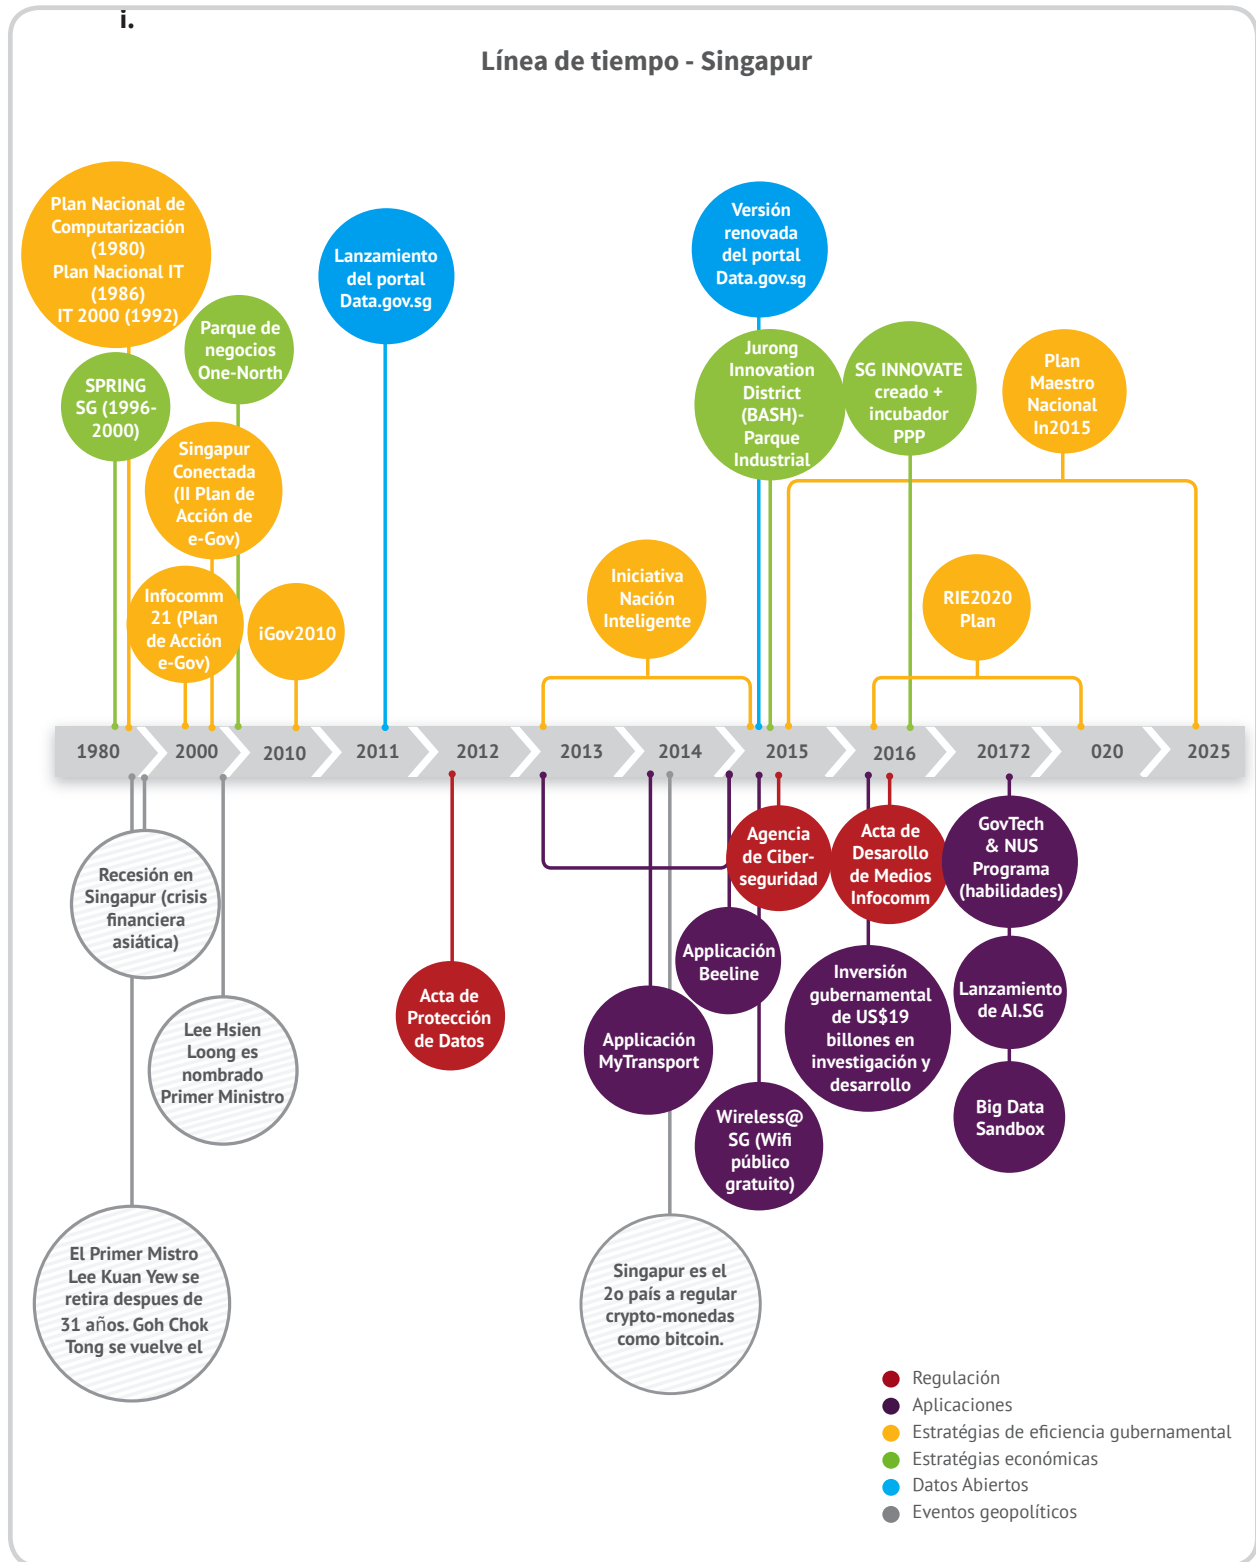 i.
Línea de tiempo - Singapur
Plan Nacional de
Computarización
(1980)
Plan Nacional IT
(1986)
IT 2000 (1992)
SPRING
SG (1996-
2000)
Parque de
negocios
One-North
Singapur
Conectada
(II Plan de
Acción de
e-Gov)
Infocomm
21 (Plan
de Acción
e-Gov)
iGov2010
Lanzamiento
del portal
Data.gov.sg
Iniciativa
Nación
Inteligente
Versión
renovada
del portal
Data.gov.sg
Jurong
Innovation
District
(BASH)-
Parque
Industrial
SG INNOVATE
creado +
incubador
PPP
Plan
Maestro
Nacional
In2015
RIE2020
Plan
1980
2000
2010
2011
2012
2013
2014
2015
2016
20172
020
2025
Recesión en
Singapur (crisis
financiera
asiática)
Lee Hsien
Loong es
nombrado
Primer Ministro
El Primer Mistro
Lee Kuan Yew se
retira despues de
31 años. Goh Chok
Tong se vuelve el
Acta de
Protección
de Datos
Applicación
MyTransport
Applicación
Beeline
Wireless@
SG (Wifi
público
gratuito)
Singapur es el
2o país a regular
crypto-monedas
como bitcoin.
Agencia
de Ciber-
seguridad
Acta de
Desarollo
de Medios
Infocomm
Inversión
gubernamental
de US$19
billones en
investigación y
desarrollo
GovTech
& NUS
Programa
(habilidades)
Lanzamiento
de AI.SG
Big Data
Sandbox
Regulación
Aplicaciones
Estratégias de eficiencia gubernamental
Estratégias económicas
Datos Abiertos
Eventos geopolíticos